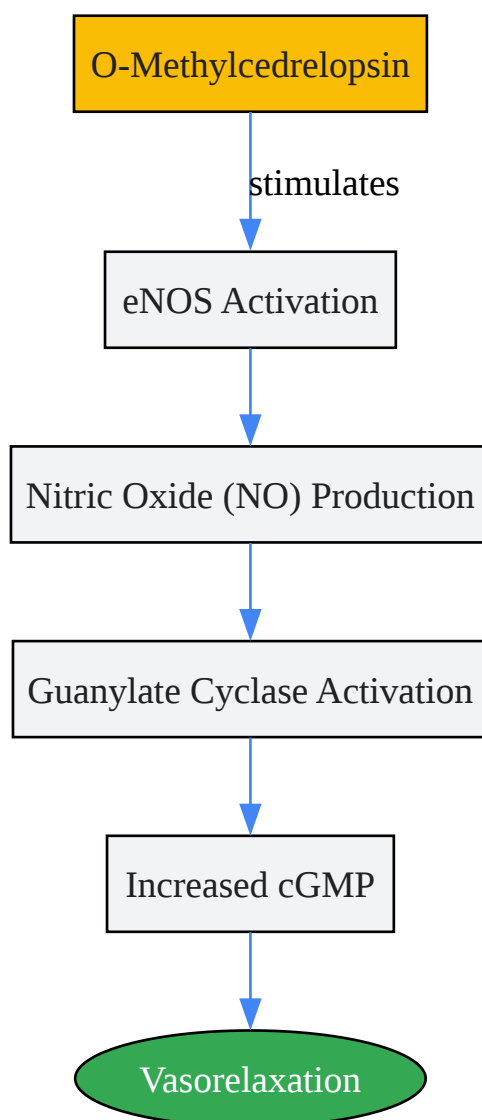 O-Methylcedrelopsin
stimulates
eNOS Activation
Nitric Oxide (NO) Production
Guanylate Cyclase Activation
Increased cGMP
Vasorelaxation